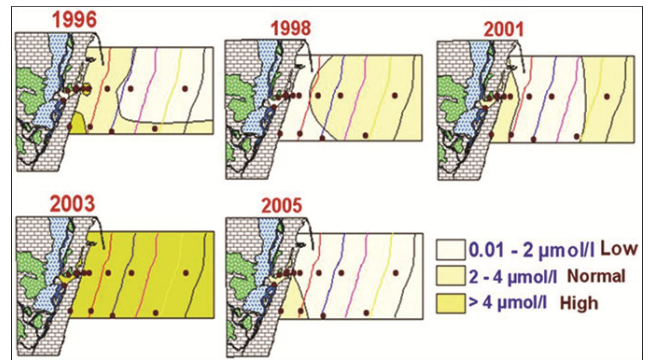 1996
1998
2001
2003
2005
0.01 - 2 µmol/l Low
2 - 4 µmol/l Normal
> 4 µmol/l High